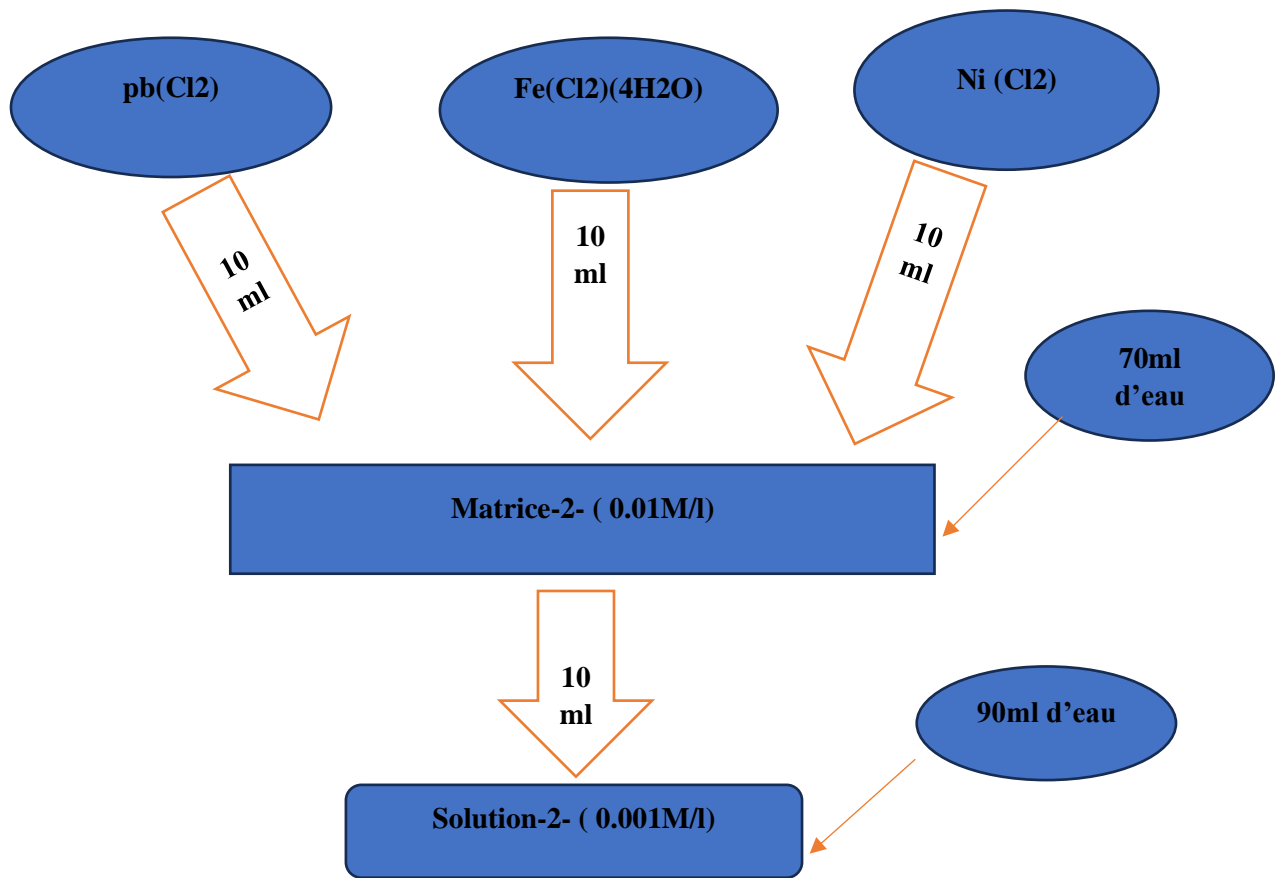 pb(Cl2)
Fe(Cl2)(4H2O)
Ni (Cl2)
10
ml
10
ml
10
ml
70ml
d’eau
Matrice-2- ( 0.01M/l)
10
ml
90ml d’eau
Solution-2- ( 0.001M/l)